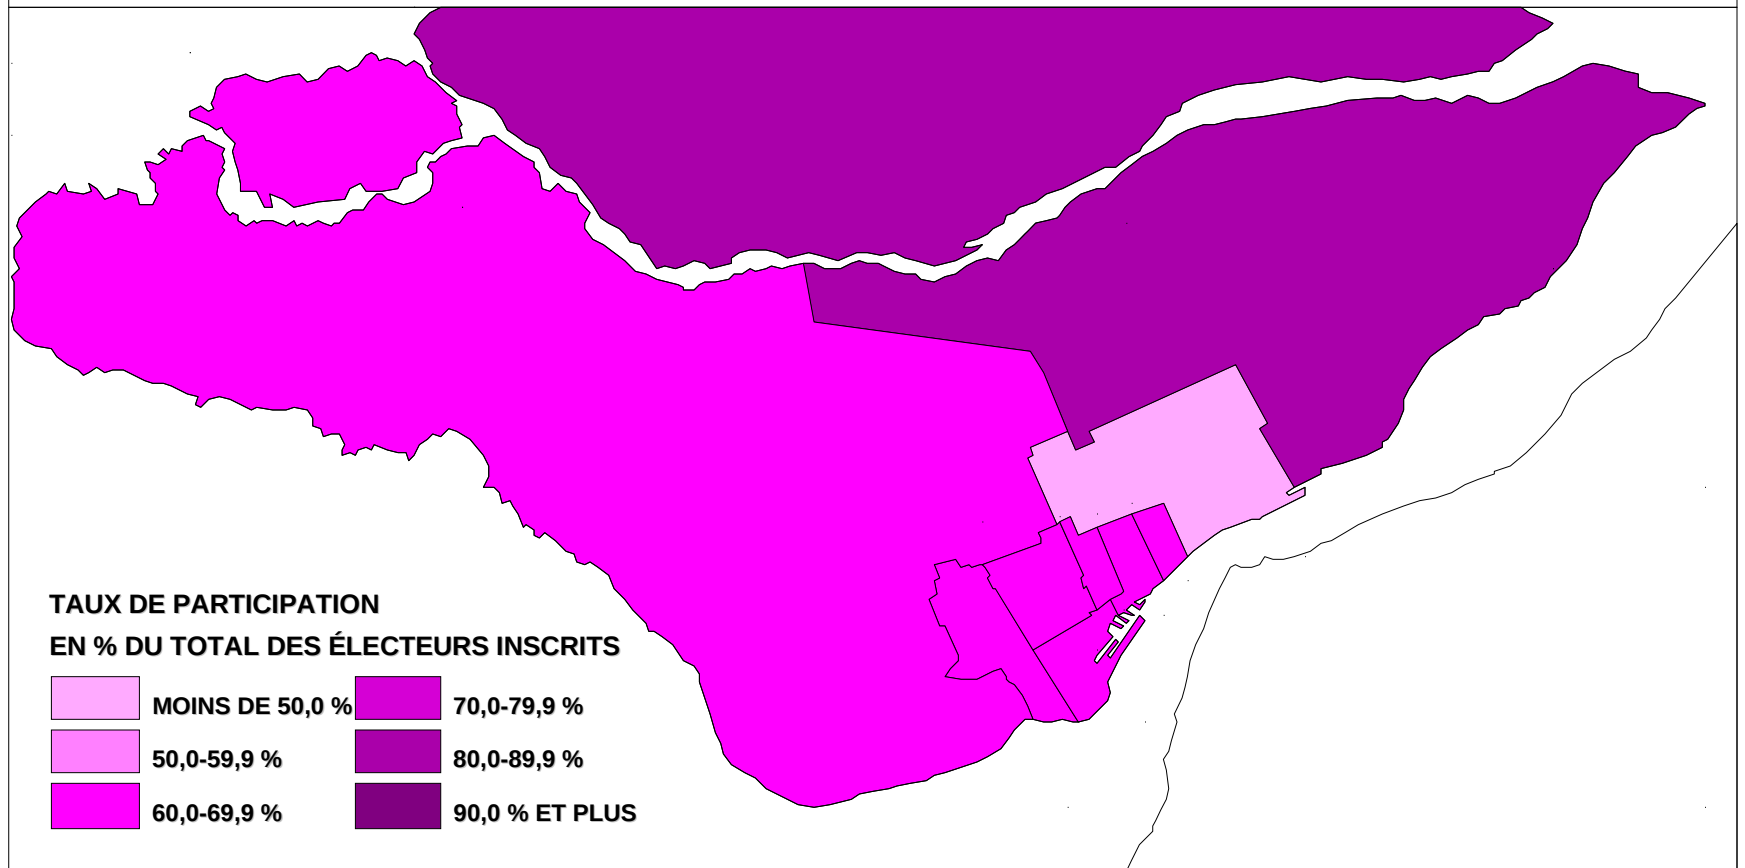 TAUX DE PARTICIPATION
EN % DU TOTAL DES ÉLECTEURS INSCRITS
MOINS DE 50,0 %
50,0-59,9 %
60,0-69,9 %
70,0-79,9 %
80,0-89,9 %
90,0 % ET PLUS